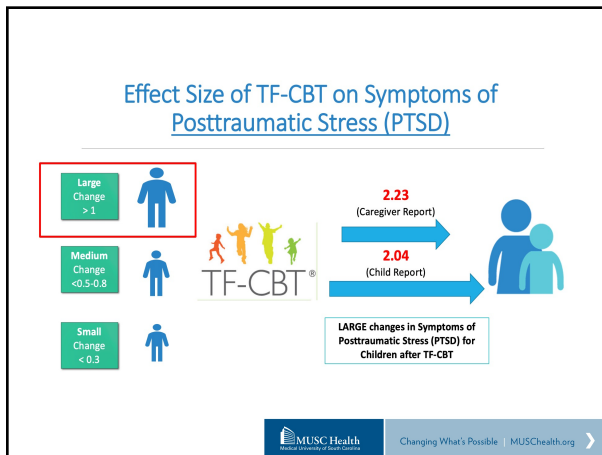 Effect Size of TF-CBT on Symptoms of
Posttraumatic Stress (PTSD)
Large
Change
> 1
Medium
Change
<0.5-0.8
Small
Change
< 0.3
TF-CBT®
2.23
(Caregiver Report)
2.04
(Child Report)
LARGE changes in Symptoms of
Posttraumatic Stress (PTSD) for
Children after TF-CBT
MUSC Health
Medical University of South Carolina
Changing What's Possible | MUSChealth.org